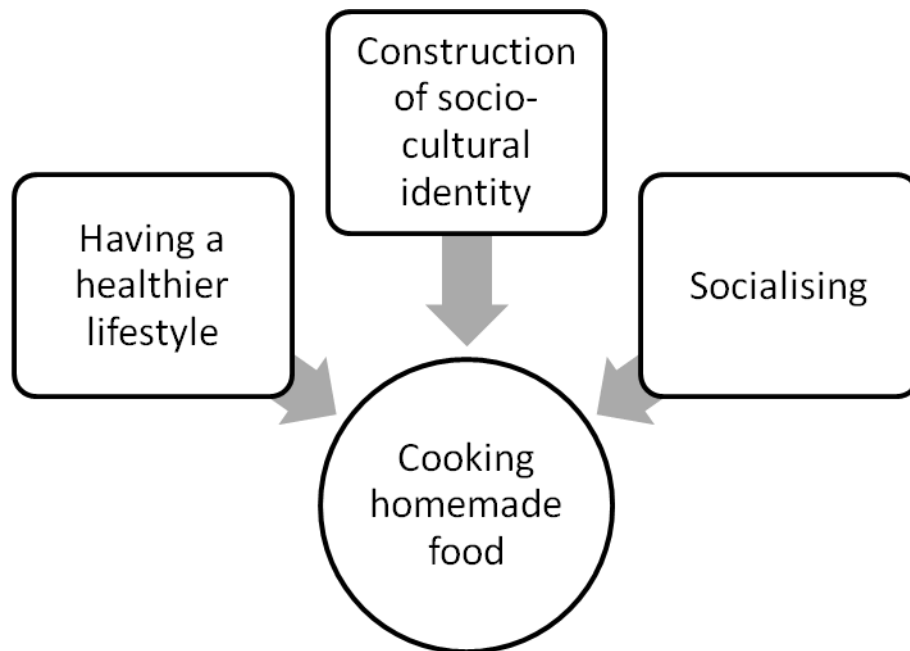 Construction
of socio-
cultural
identity
Having a
healthier
lifestyle
Socialising
Cooking
homemade
food